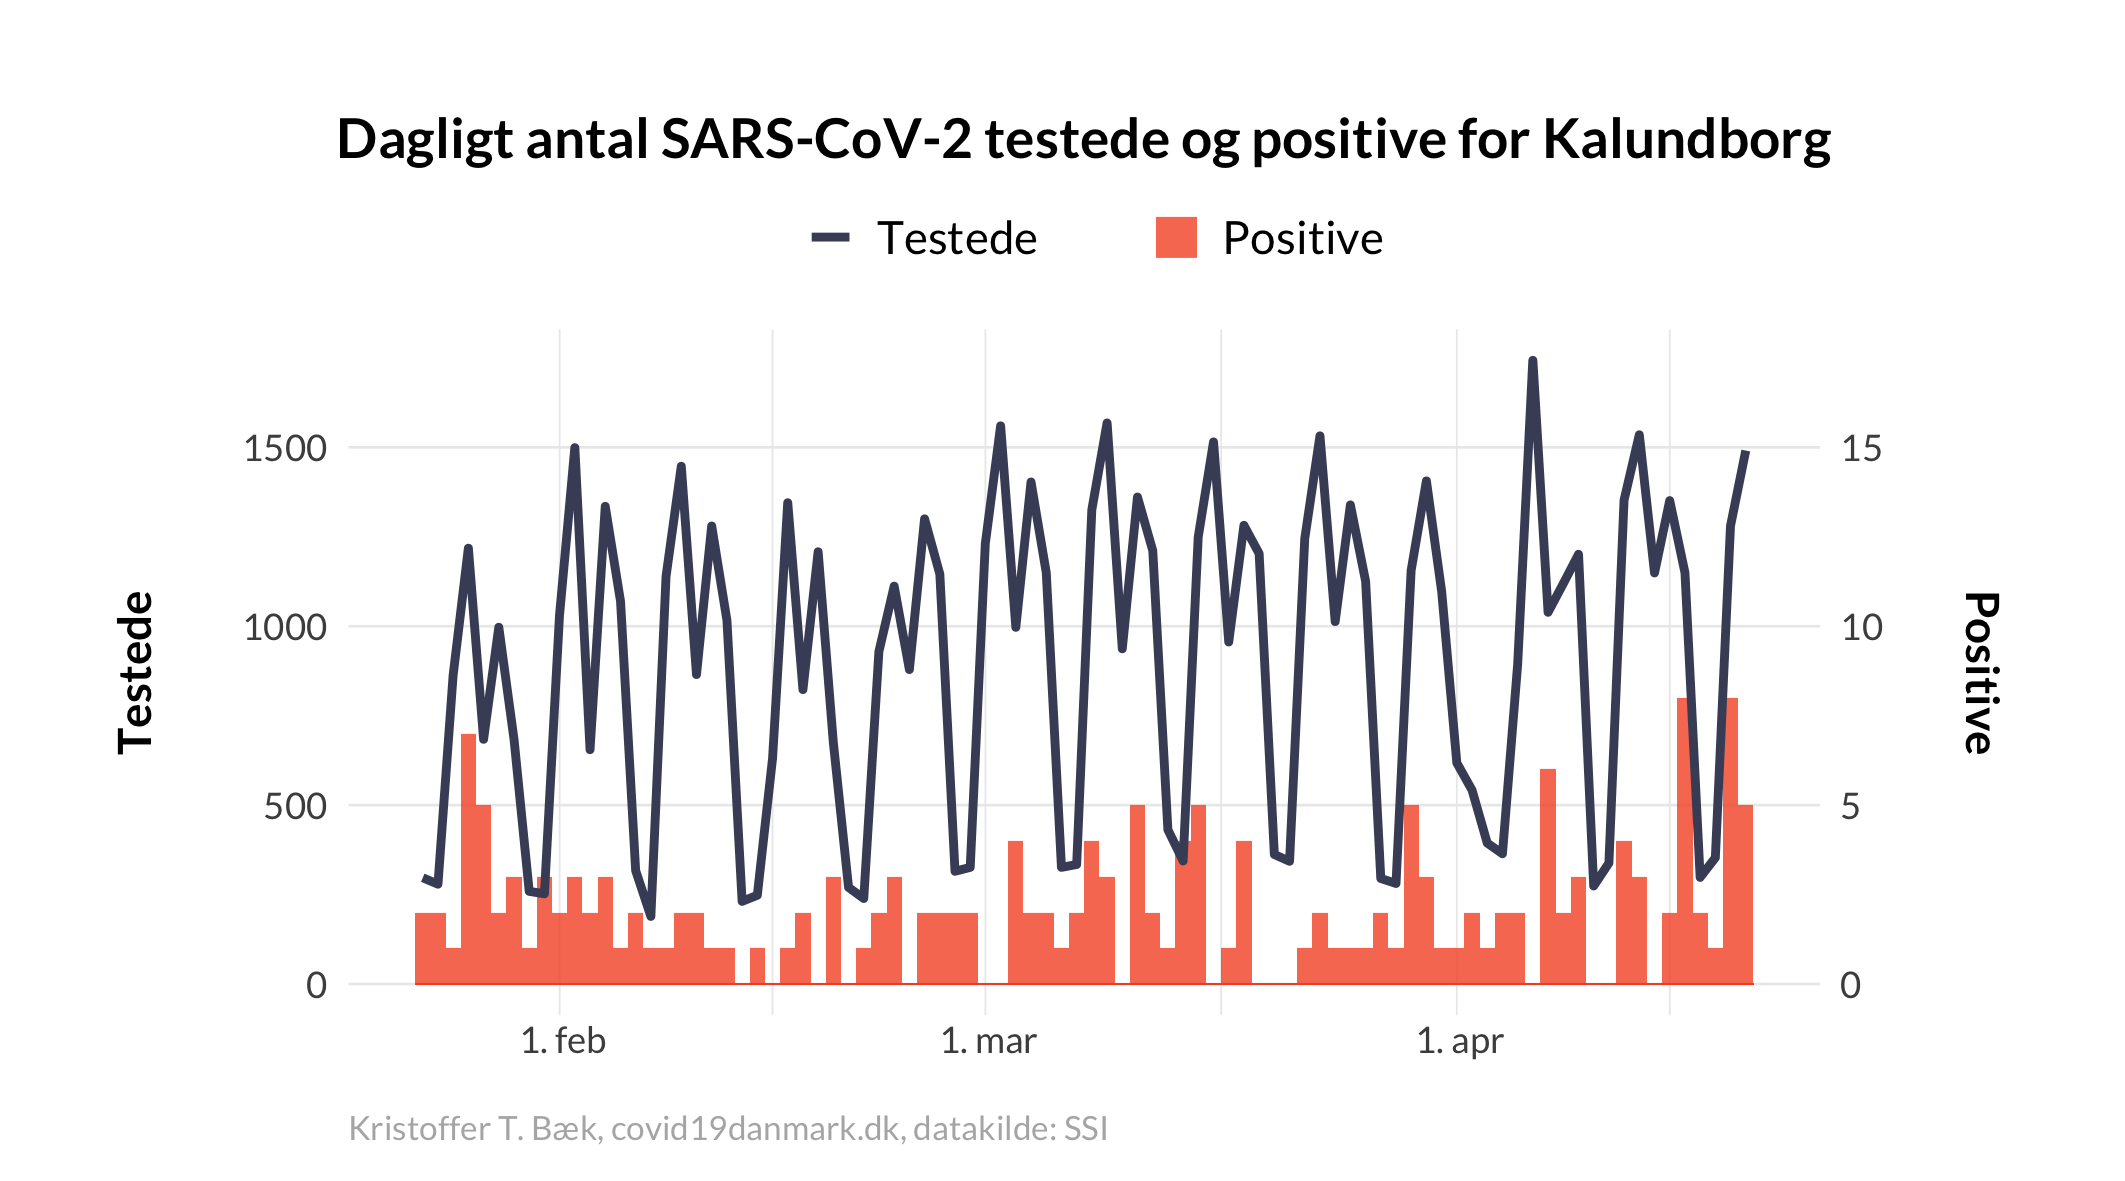 Dagligt antal SARS-CoV-2 testede og positive for Kalundborg
Testede
Positive
1500
1000
500
0
15
10
5
0
Testede
Positive
1. feb
1. mar
1. apr
Kristoffer T. Bæk, covid19danmark.dk, datakilde: SSI